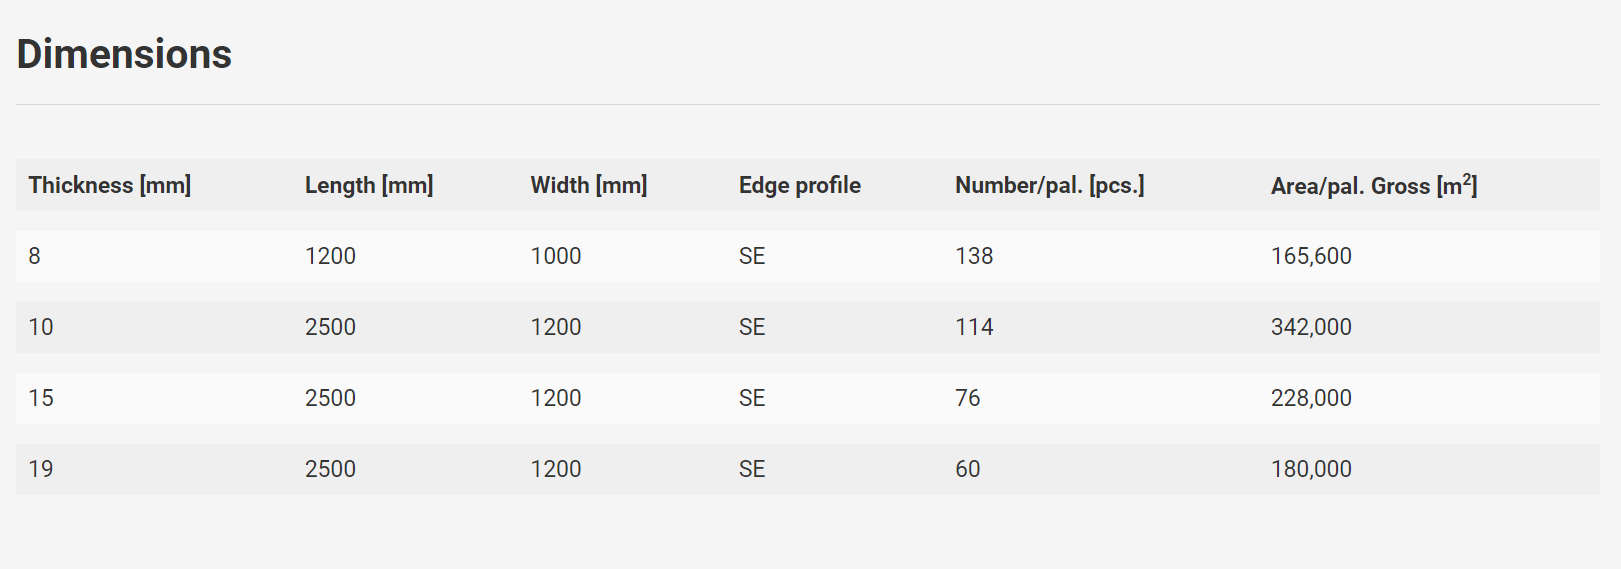 Dimensions
Thickness [mm] Length [mm] Width [mm] Edge profile Number/pal. [pcs.] Area/pal. Gross [m²]
8 1200 1000 SE 138 165,600
10 2500 1200 SE 114 342,000
15 2500 1200 SE 76 228,000
19 2500 1200 SE 60 180,000